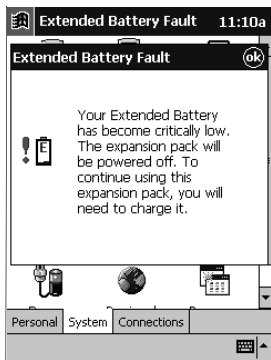 Extended Battery Fault 11:10a
Extended Battery Fault ok
Your Extended Battery
has become critically low.
The expansion pack will
be powered off. To
continue using this
expansion pack, you will
need to charge it.
E
Personal System Connections